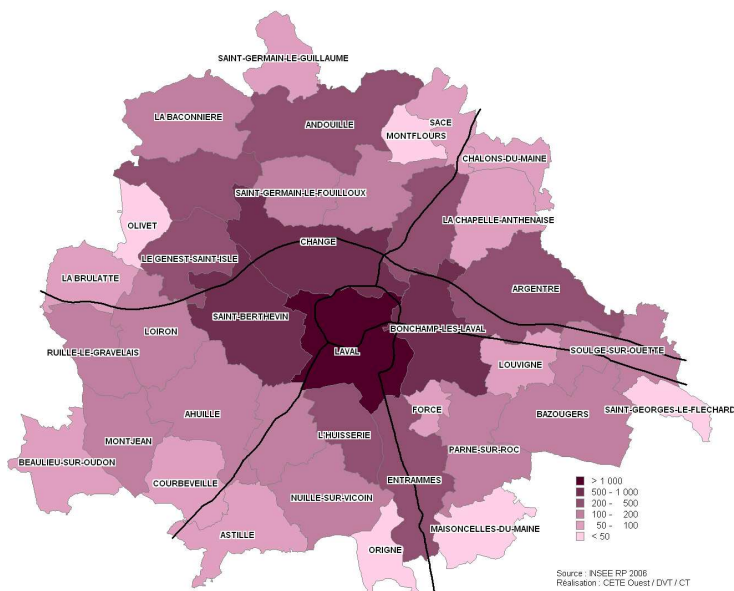 SAINT-GERMAIN-LE-GUILLAUME
LA BACONNIERE
ANDOUILLE
SACE
MONTFLOURS
CHALONS-DU-MAINE
SAINT-GERMAIN-LE-FOUILLOUX
LA CHAPELLE-ANTHENAISE
OLIVET
CHANGE
LE GENEST-SAINT-ISLE
LA BRULATTE
ARGENTRE
SAINT-BERTHEVIN
BONCHAMP-LES-LAVAL
LOIRON
RUILLE-LE-GRAVELAIS
LAVAL
SOULGE-SUR-OUETTE
LOUVIGNE
FORCE
SAINT-GEORGES-LE-FLECHARD
AHUILLE
BAZOUGERS
L'HUISSERIE
MONTJEAN
PARNE-SUR-ROC
BEAULIEU-SUR-OUDON
COURBEVEILLE
ENTRAMMES
NUILLE-SUR-VICOIN
MAISONCELLES-DU-MAINE
ASTILLE
ORIGNE
> 1 000
500 - 1 000
200 - 500
100 - 200
50 - 100
< 50
Source : INSEE RP 2006
Réalisation : CETE Ouest / DVT / CT